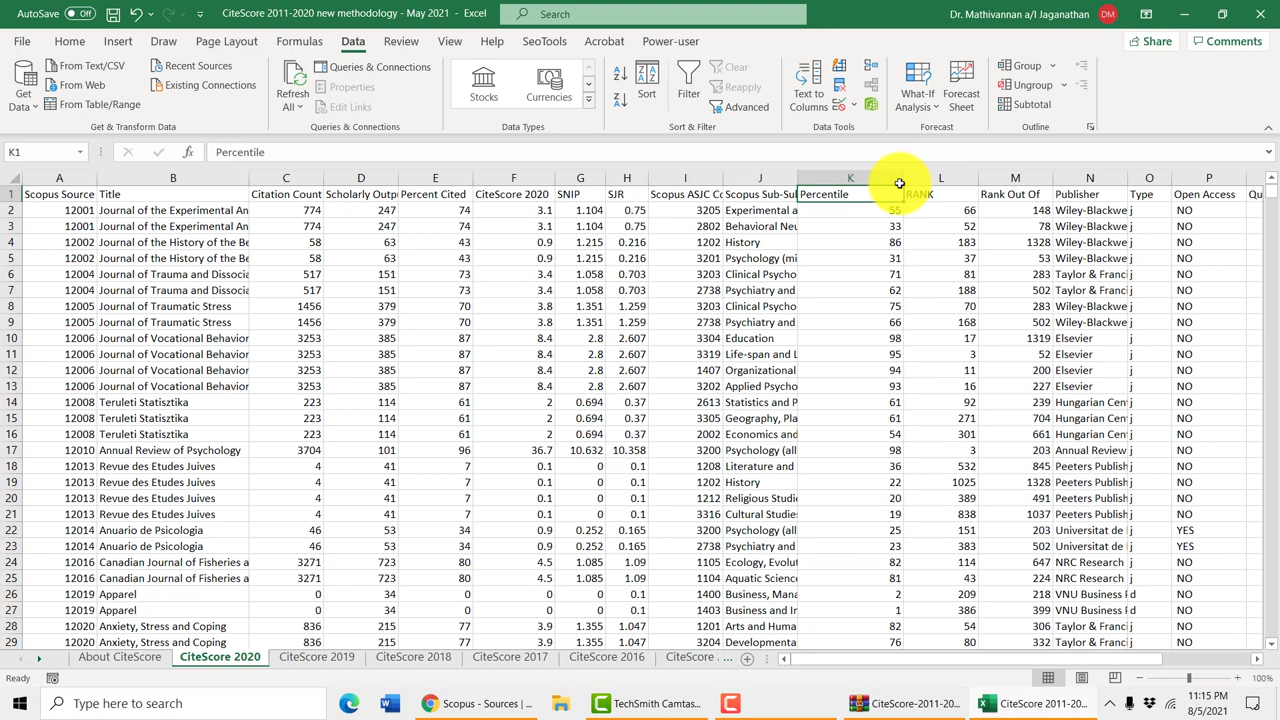 AutoSave Off CiteScore 2011-2020 new methodology - May 2021 - Excel Search Dr. Mathivannan a/l Jaganathan DM
File Home Insert Draw Page Layout Formulas Data Review View Help SeoTools Acrobat Power-user Share Comments
From Text/CSV Recent Sources Queries & Connections Clear Group
Get Data From Web Existing Connections Refresh All Properties Stocks Currencies Sort Filter Reapply Text to Columns What-If Analysis Forecast Sheet Ungroup
From Table/Range Edit Links Advanced Subtotal
Get & Transform Data Queries & Connections Data Types Sort & Filter Data Tools Forecast Outline
K1 fx Percentile
A B C D E F G H I J K L M N O P
1 Scopus Source Title Citation Count Scholarly Outp Percent Cited CiteScore 2020 SNIP SJR Scopus ASJC Co Scopus Sub-Sul Percentile RANK Rank Out Of Publisher Type Open Access Qu
2 12001 Journal of the Experimental An 774 247 74 3.1 1.104 0.75 3205 Experimental a 55 66 148 Wiley-Blackwe j NO
3 12001 Journal of the Experimental An 774 247 74 3.1 1.104 0.75 2802 Behavioral Neu 33 52 78 Wiley-Blackwe j NO
4 12002 Journal of the History of the Be 58 63 43 0.9 1.215 0.216 1202 History 86 183 1328 Wiley-Blackwe j NO
5 12002 Journal of the History of the Be 58 63 43 0.9 1.215 0.216 3201 Psychology (mi 31 37 53 Wiley-Blackwe j NO
6 12004 Journal of Trauma and Dissocia 517 151 73 3.4 1.058 0.703 3203 Clinical Psycho 71 81 283 Taylor & Franci j NO
7 12004 Journal of Trauma and Dissocia 517 151 73 3.4 1.058 0.703 2738 Psychiatry and 62 188 502 Taylor & Franci j NO
8 12005 Journal of Traumatic Stress 1456 379 70 3.8 1.351 1.259 3203 Clinical Psycho 75 70 283 Wiley-Blackwe j NO
9 12005 Journal of Traumatic Stress 1456 379 70 3.8 1.351 1.259 2738 Psychiatry and 66 168 502 Wiley-Blackwe j NO
10 12006 Journal of Vocational Behavior 3253 385 87 8.4 2.8 2.607 3304 Education 98 17 1319 Elsevier j NO
11 12006 Journal of Vocational Behavior 3253 385 87 8.4 2.8 2.607 3319 Life-span and L 95 3 52 Elsevier j NO
12 12006 Journal of Vocational Behavior 3253 385 87 8.4 2.8 2.607 1407 Organizational 94 11 200 Elsevier j NO
13 12006 Journal of Vocational Behavior 3253 385 87 8.4 2.8 2.607 3202 Applied Psycho 93 16 227 Elsevier j NO
14 12008 Teruleti Statisztika 223 114 61 2 0.694 0.37 2613 Statistics and P 61 92 239 Hungarian Cent j NO
15 12008 Teruleti Statisztika 223 114 61 2 0.694 0.37 3305 Geography, Pla 61 271 704 Hungarian Cent j NO
16 12008 Teruleti Statisztika 223 114 61 2 0.694 0.37 2002 Economics and 54 301 661 Hungarian Cent j NO
17 12010 Annual Review of Psychology 3704 101 96 36.7 10.632 10.358 3200 Psychology (all 98 3 203 Annual Review j NO
18 12013 Revue des Etudes Juives 4 41 7 0.1 0 0.1 1208 Literature and 36 532 845 Peeters Publish j NO
19 12013 Revue des Etudes Juives 4 41 7 0.1 0 0.1 1202 History 22 1025 1328 Peeters Publish j NO
20 12013 Revue des Etudes Juives 4 41 7 0.1 0 0.1 1212 Religious Studi 20 389 491 Peeters Publish j NO
21 12013 Revue des Etudes Juives 4 41 7 0.1 0 0.1 3316 Cultural Studies 19 838 1037 Peeters Publish j NO
22 12014 Anuario de Psicologia 46 53 34 0.9 0.252 0.165 3200 Psychology (all 25 151 203 Universitat de j YES
23 12014 Anuario de Psicologia 46 53 34 0.9 0.252 0.165 2738 Psychiatry and 23 383 502 Universitat de j YES
24 12016 Canadian Journal of Fisheries a 3271 723 80 4.5 1.085 1.09 1105 Ecology, Evolut 82 114 647 NRC Research j NO
25 12016 Canadian Journal of Fisheries a 3271 723 80 4.5 1.085 1.09 1104 Aquatic Science 81 43 224 NRC Research j NO
26 12019 Apparel 0 34 0 0 0 0.1 1400 Business, Mana 2 209 218 VNU Business P d NO
27 12019 Apparel 0 34 0 0 0 0.1 1403 Business and In 1 386 399 VNU Business P d NO
28 12020 Anxiety, Stress and Coping 836 215 77 3.9 1.355 1.047 1201 Arts and Huma 82 54 306 Taylor & Franci j NO
29 12020 Anxiety, Stress and Coping 836 215 77 3.9 1.355 1.047 3204 Developmenta 76 80 332 Taylor & Franci j NO
About CiteScore CiteScore 2020 CiteScore 2019 CiteScore 2018 CiteScore 2017 CiteScore 2016 CiteScore ...
Ready 100%
Type here to search Scopus - Sources | ... TechSmith Camtas... CiteScore-2011-20... CiteScore 2011-20... 11:15 PM
8/5/2021